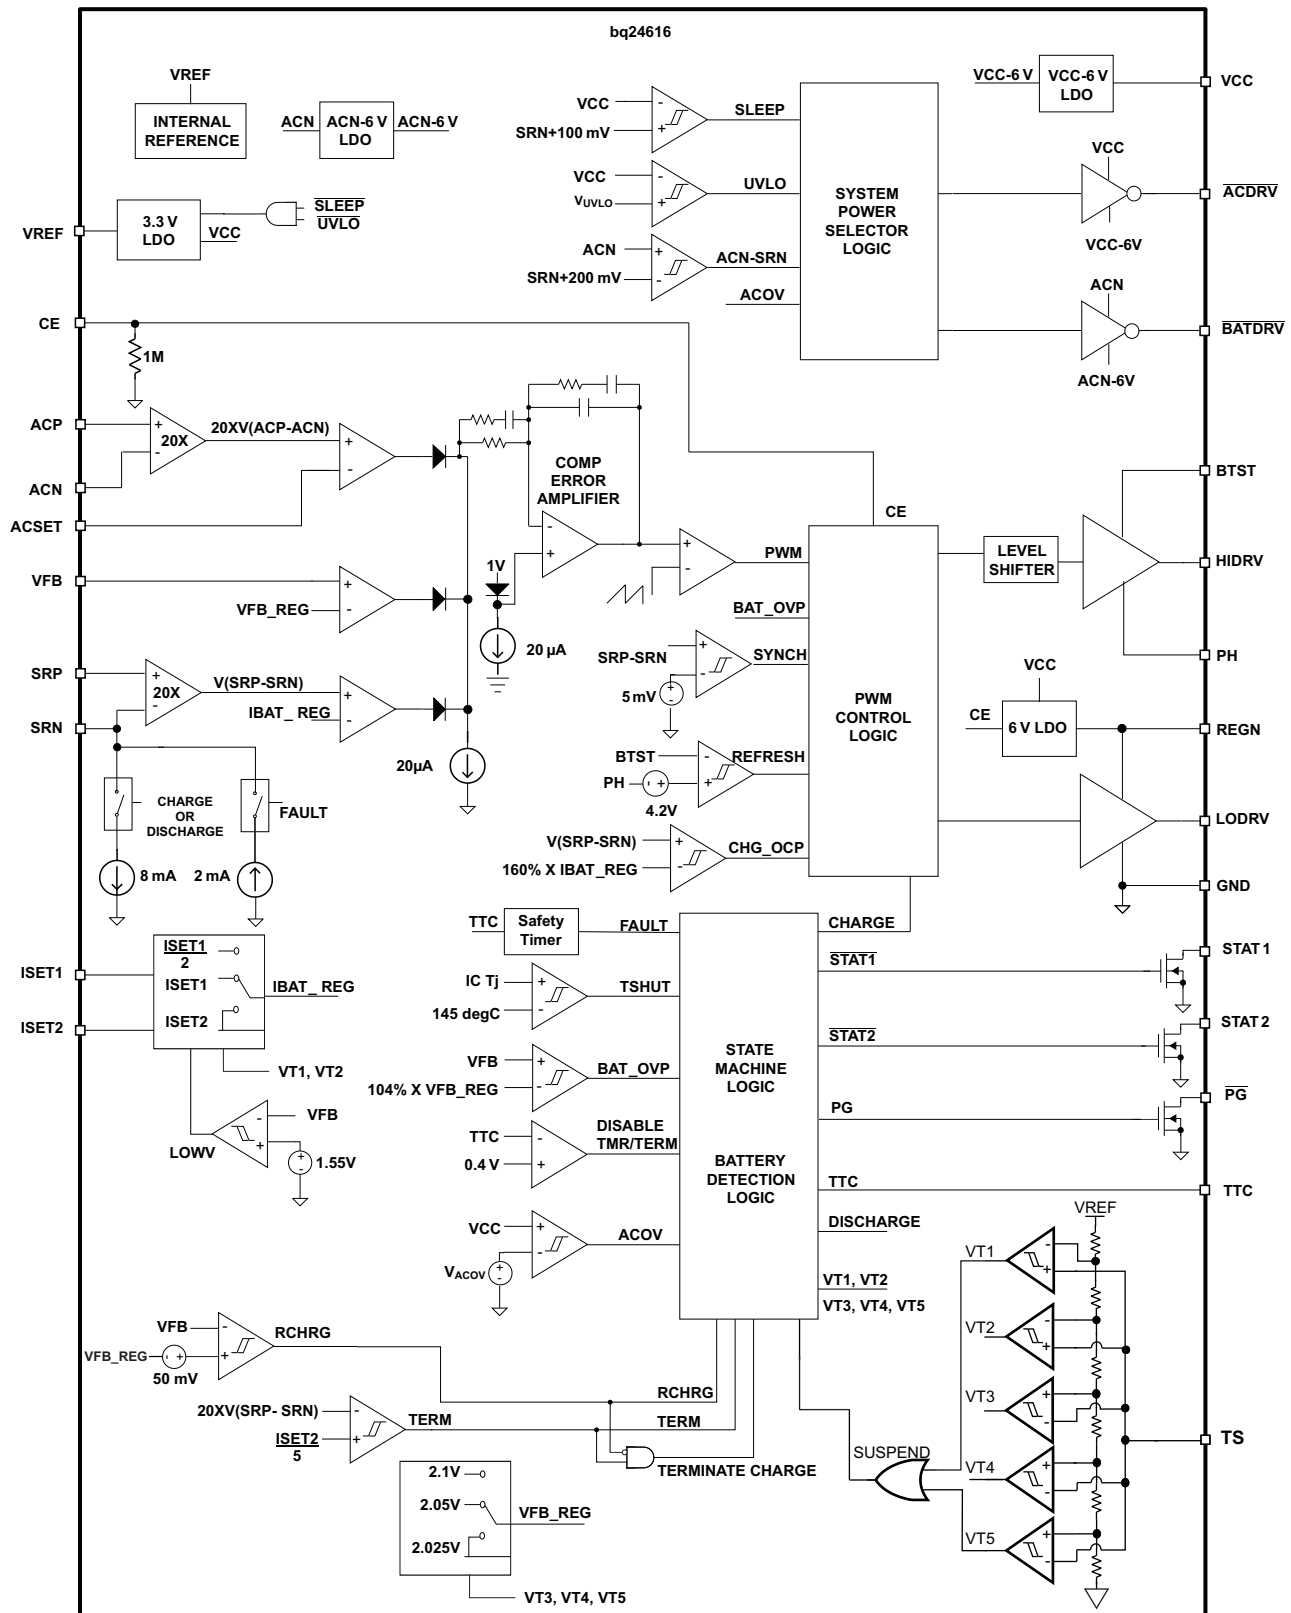 bq24616
VREF
INTERNAL
REFERENCE
ACN
ACN-6 V
LDO
ACN-6 V
VCC
SRN+100 mV
SLEEP
VCC
VUVLO
UVLO
ACN
SRN+200 mV
ACN-SRN
ACOV
SYSTEM
POWER
SELECTOR
LOGIC
VCC-6 V
VCC-6 V
LDO
VCC
VCC
ACDRV
VCC-6V
ACN
BATDRV
ACN-6V
VREF
3.3 V
LDO
VCC
SLEEP
UVLO
CE
1M
ACP
20X
20XV(ACP-ACN)
ACN
ACSET
COMP
ERROR
AMPLIFIER
VFB
VFB_REG
1V
20 µA
SRP
20X
V(SRP-SRN)
IBAT_ REG
SRN
20µA
CHARGE
OR
DISCHARGE
FAULT
8 mA
2 mA
CE
PWM
BAT_OVP
SRP-SRN
SYNCH
5 mV
BTST
PH
4.2V
REFRESH
V(SRP-SRN)
160% X IBAT_REG
CHG_OCP
PWM
CONTROL
LOGIC
LEVEL
SHIFTER
BTST
HIDRV
PH
VCC
CE
6 V LDO
REGN
LODRV
GND
ISET1
ISET2
ISET1
2
ISET1
ISET2
IBAT_ REG
VT1, VT2
VFB
LOWV
1.55V
TTC
Safety
Timer
FAULT
CHARGE
IC Tj
145 degC
TSHUT
VFB
104% X VFB_REG
BAT_OVP
TTC
0.4 V
DISABLE
TMR/TERM
VCC
VACOV
ACOV
STATE
MACHINE
LOGIC
BATTERY
DETECTION
LOGIC
STAT1
STAT 1
STAT2
STAT 2
PG
PG
TTC
TTC
DISCHARGE
VT1, VT2
VT3, VT4, VT5
VREF
VT1
VT2
VT3
VT4
VT5
TS
SUSPEND
VFB
VFB_REG
50 mV
RCHRG
RCHRG
20XV(SRP- SRN)
ISET2
5
TERM
TERM
TERMINATE CHARGE
2.1V
2.05V
2.025V
VFB_REG
VT3, VT4, VT5